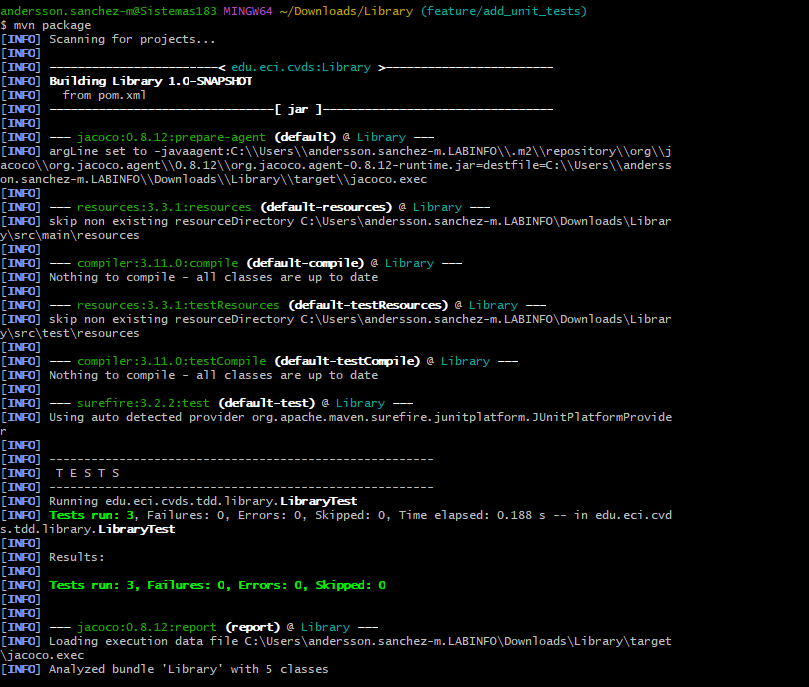 andersson.sanchez-m@Sistemas183 MINGW64 ~/Downloads/Library (feature/add_unit_tests)
$ mvn package
[INFO] Scanning for projects...
[INFO]
[INFO] ------------------------< edu.eci.cvds:Library >------------------------
[INFO] Building Library 1.0-SNAPSHOT
[INFO]   from pom.xml
[INFO] --------------------------------[ jar ]---------------------------------
[INFO]
[INFO] --- jacoco:0.8.12:prepare-agent (default) @ Library ---
[INFO] argLine set to -javaagent:C:\\Users\\andersson.sanchez-m.LABINFO\\.m2\\repository\\org\\j
acoco\\org.jacoco.agent\\0.8.12\\org.jacoco.agent-0.8.12-runtime.jar=destfile=C:\\Users\\anderss
on.sanchez-m.LABINFO\\Downloads\\Library\\target\\jacoco.exec
[INFO]
[INFO] --- resources:3.3.1:resources (default-resources) @ Library ---
[INFO] skip non existing resourceDirectory C:\Users\andersson.sanchez-m.LABINFO\Downloads\Librar
y\src\main\resources
[INFO]
[INFO] --- compiler:3.11.0:compile (default-compile) @ Library ---
[INFO] Nothing to compile - all classes are up to date
[INFO]
[INFO] --- resources:3.3.1:testResources (default-testResources) @ Library ---
[INFO] skip non existing resourceDirectory C:\Users\andersson.sanchez-m.LABINFO\Downloads\Librar
y\src\test\resources
[INFO]
[INFO] --- compiler:3.11.0:testCompile (default-testCompile) @ Library ---
[INFO] Nothing to compile - all classes are up to date
[INFO]
[INFO] --- surefire:3.2.2:test (default-test) @ Library ---
[INFO] Using auto detected provider org.apache.maven.surefire.junitplatform.JUnitPlatformProvide
r
[INFO]
[INFO] -------------------------------------------------------
[INFO]  T E S T S
[INFO] -------------------------------------------------------
[INFO] Running edu.eci.cvds.tdd.library.LibraryTest
[INFO] Tests run: 3, Failures: 0, Errors: 0, Skipped: 0, Time elapsed: 0.188 s -- in edu.eci.cvd
s.tdd.library.LibraryTest
[INFO]
[INFO] Results:
[INFO]
[INFO] Tests run: 3, Failures: 0, Errors: 0, Skipped: 0
[INFO]
[INFO]
[INFO] --- jacoco:0.8.12:report (report) @ Library ---
[INFO] Loading execution data file C:\Users\andersson.sanchez-m.LABINFO\Downloads\Library\target
\jacoco.exec
[INFO] Analyzed bundle 'Library' with 5 classes